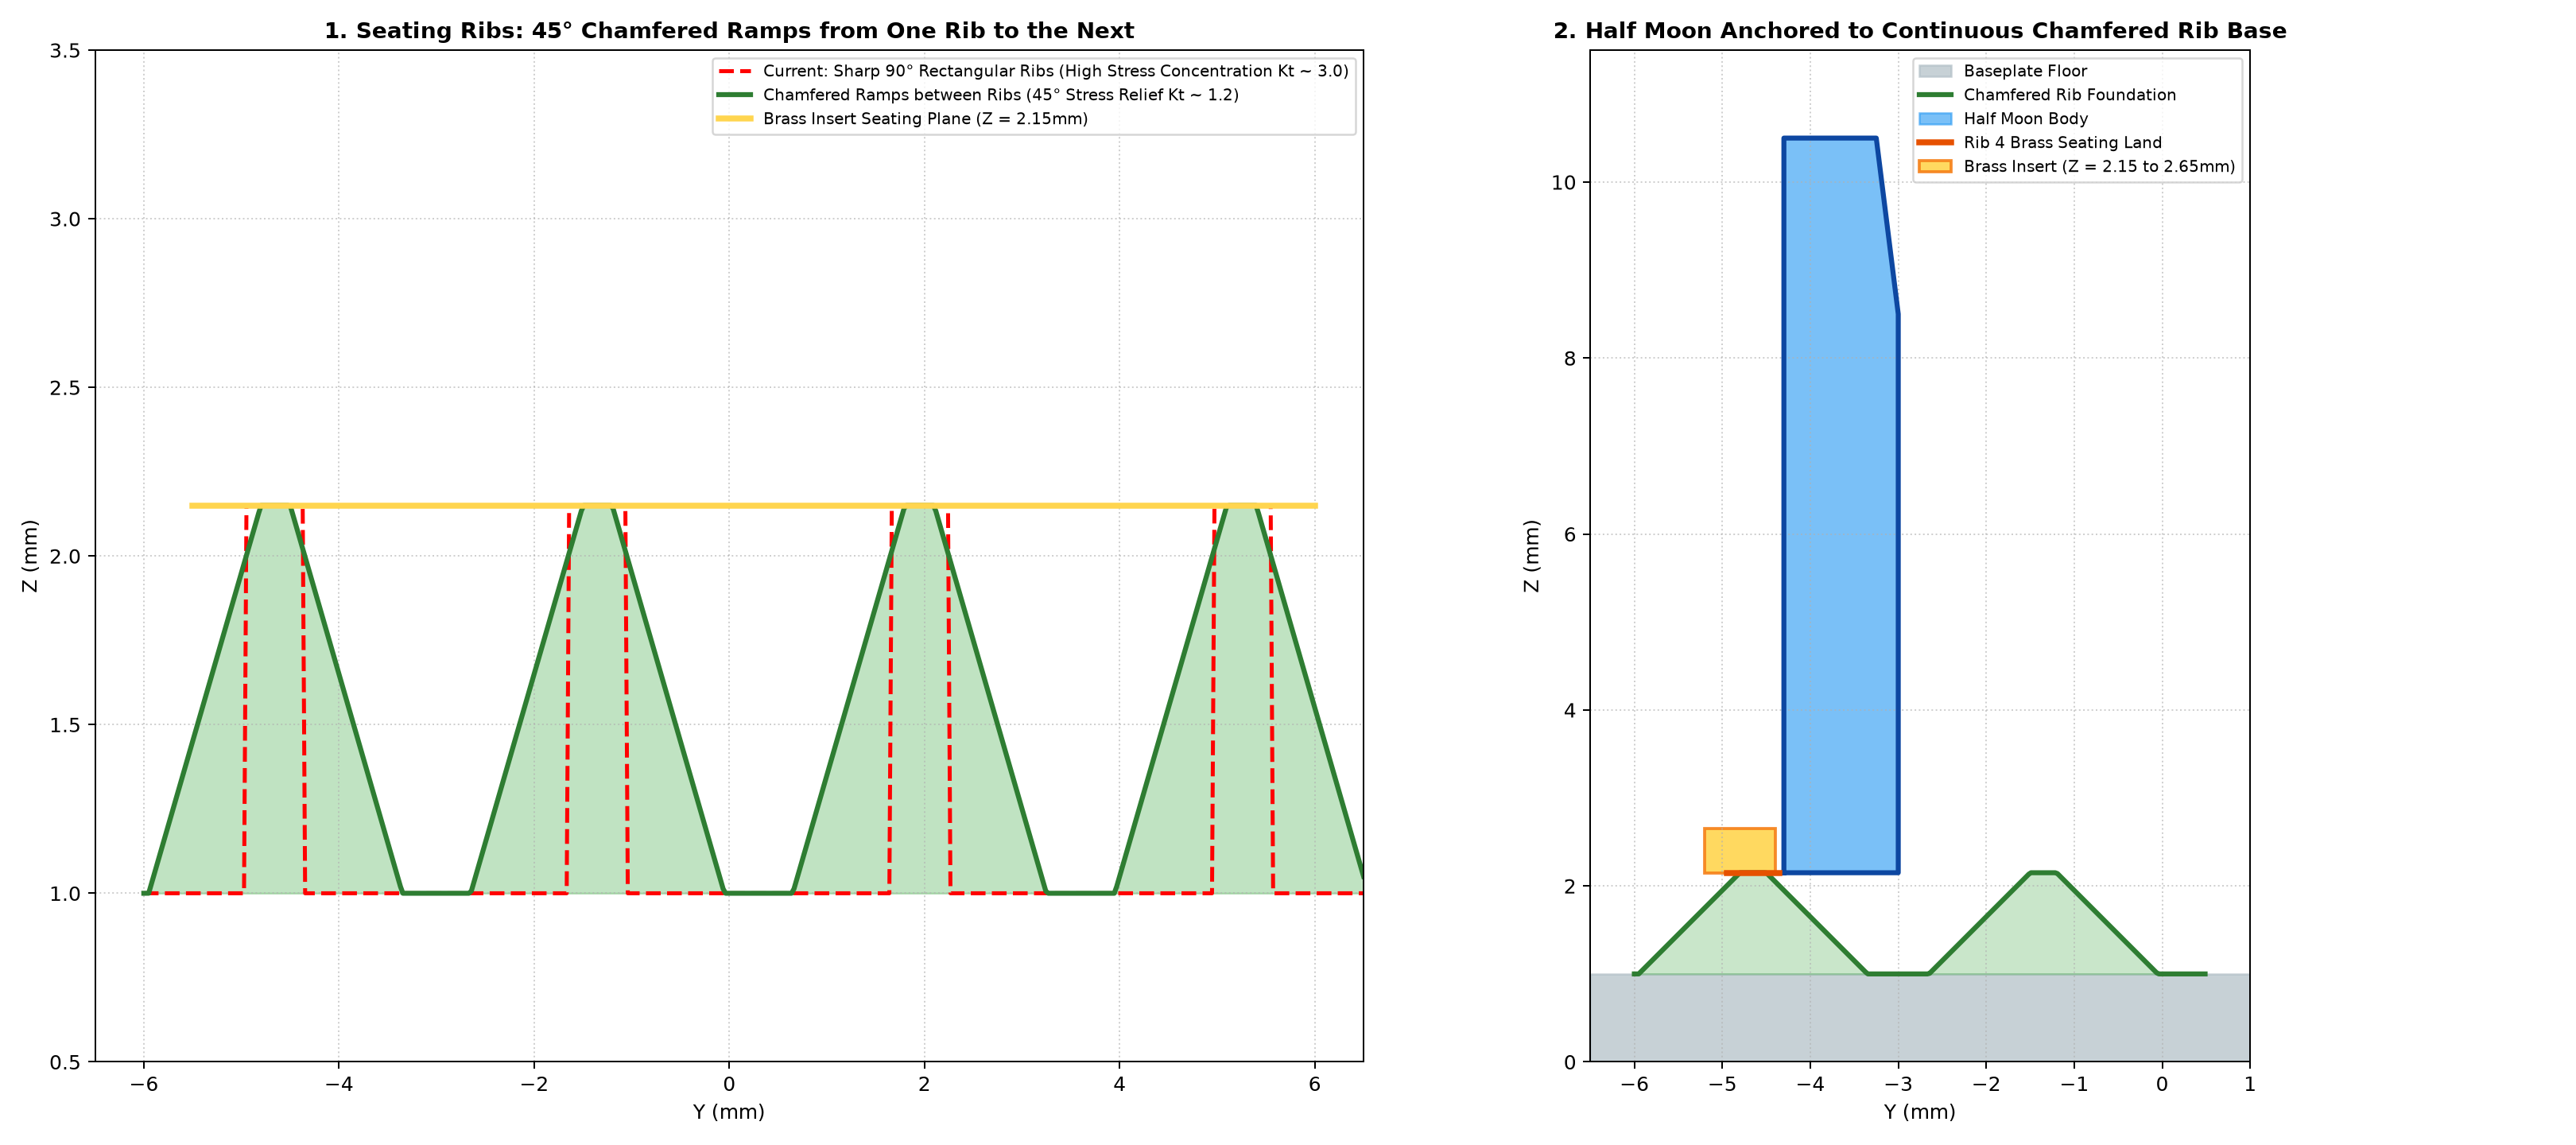 1. Seating Ribs: 45° Chamfered Ramps from One Rib to the Next
3.5
3.0
2.5
2.0
1.5
1.0
0.5
Z (mm)
−6
−4
−2
0
2
4
6
Y (mm)
Current: Sharp 90° Rectangular Ribs (High Stress Concentration Kt ~ 3.0)
Chamfered Ramps between Ribs (45° Stress Relief Kt ~ 1.2)
Brass Insert Seating Plane (Z = 2.15mm)
2. Half Moon Anchored to Continuous Chamfered Rib Base
10
8
6
4
2
0
Z (mm)
−6
−5
−4
−3
−2
−1
0
1
Y (mm)
Baseplate Floor
Chamfered Rib Foundation
Half Moon Body
Rib 4 Brass Seating Land
Brass Insert (Z = 2.15 to 2.65mm)